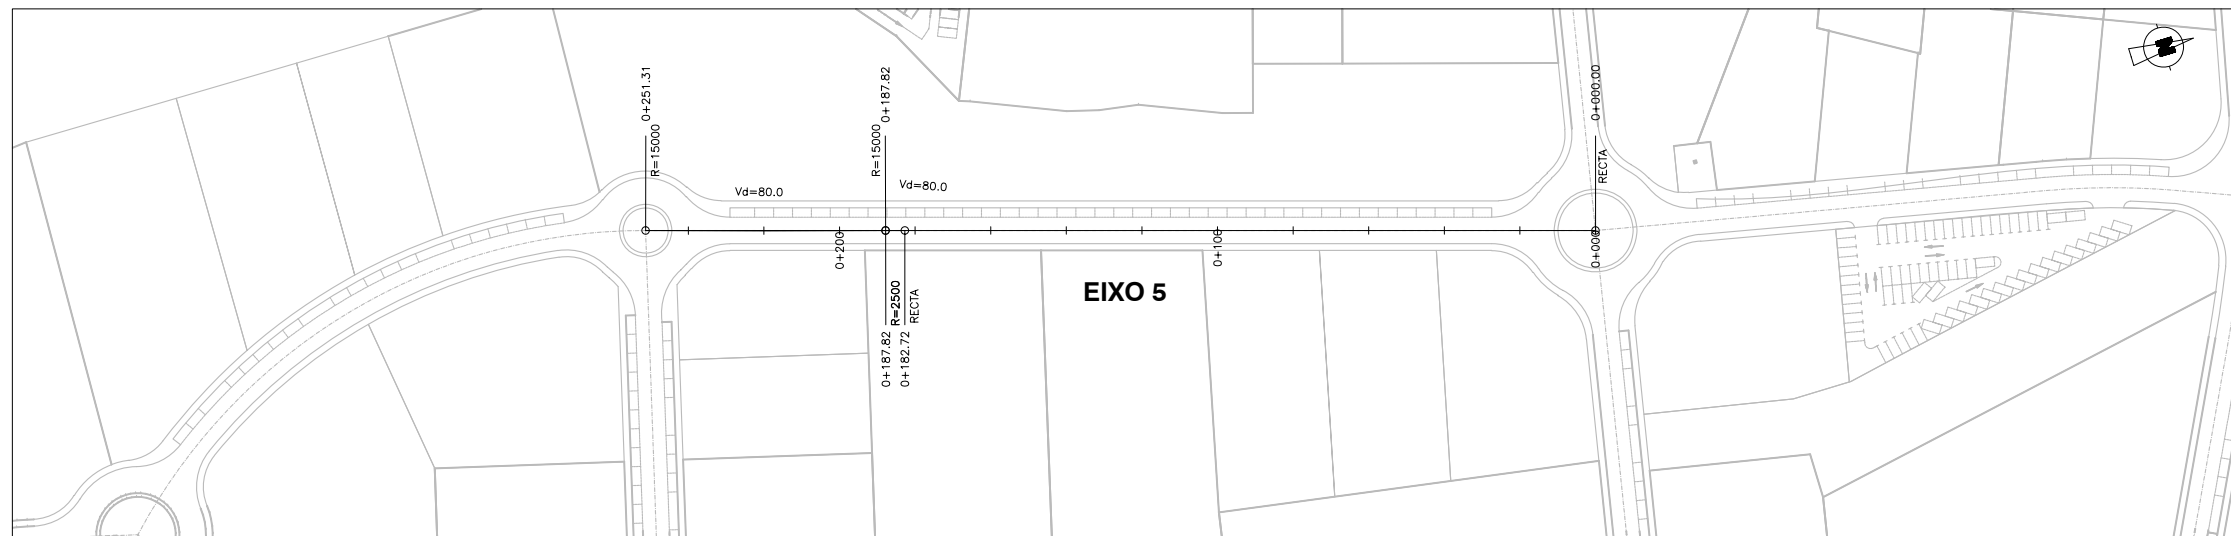 0+251.31
R=15000
0+187.82
R=15000
0+000.00
RECTA
Vd=80.0
Vd=80.0
0+200
0+100
0+000
R=2500
RECTA
0+187.82
0+182.72
EIXO 5
N